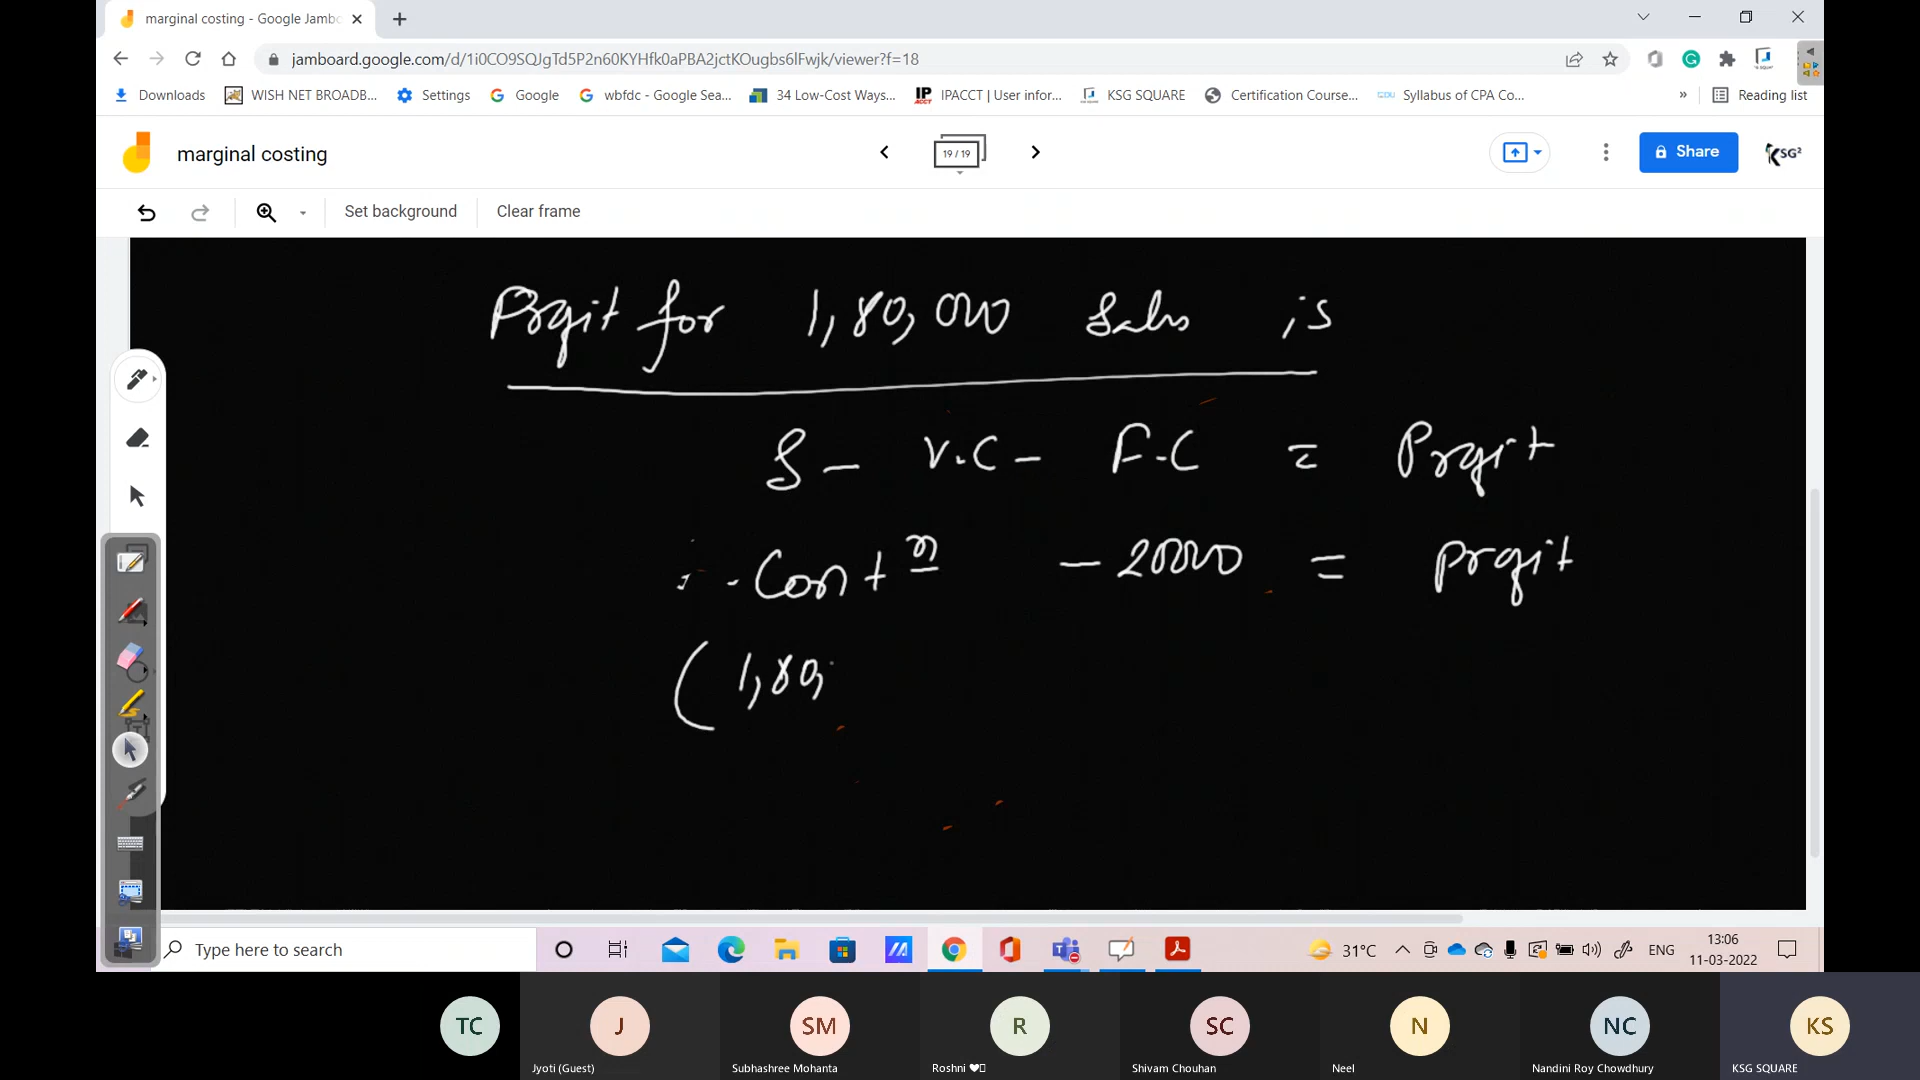 marginal costing - Google Jambo
jamboard.google.com/d/1i0CO9SQJgTd5P2n60KYHfk0aPBA2jctKOugbs6lFwjk/viewer?f=18
Downloads WISH NET BROADB... Settings Google wbfdc - Google Sea... 34 Low-Cost Ways... IPACCT | User infor... KSG SQUARE Certification Course... Syllabus of CPA Co... » Reading list
marginal costing 19 / 19 Share KSG²
Set background Clear frame
Profit for 1,80,000 Sales is
S - V.C - F.C = Profit
∴ Contⁿ - 20000 = profit
( 1,80,
Type here to search 31°C ENG 13:06
11-03-2022
TC J SM R SC N NC KS
Jyoti (Guest) Subhashree Mohanta Roshni ❤ Shivam Chouhan Neel Nandini Roy Chowdhury KSG SQUARE